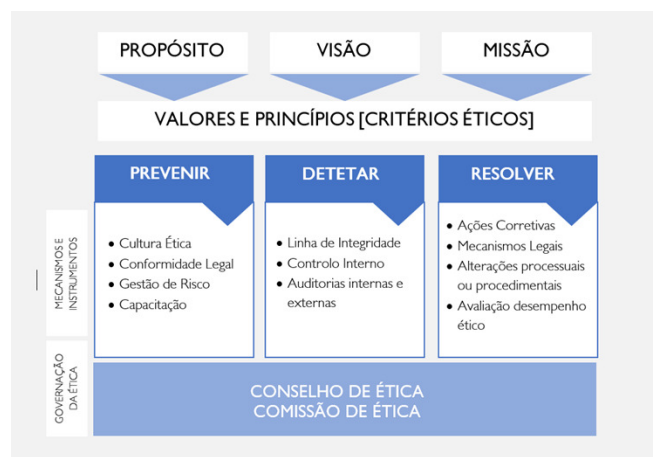 PROPÓSITO
VISÃO
MISSÃO
VALORES E PRINCÍPIOS [CRITÉRIOS ÉTICOS]
PREVENIR
DETETAR
RESOLVER
MECANISMOS E
INSTRUMENTOS
• Cultura Ética
• Conformidade Legal
• Gestão de Risco
• Capacitação
• Linha de Integridade
• Controlo Interno
• Auditorias internas e
externas
• Ações Corretivas
• Mecanismos Legais
• Alterações processuais
ou procedimentais
• Avaliação desempenho
ético
GOVERNAÇÃO
DA ÉTICA
CONSELHO DE ÉTICA
COMISSÃO DE ÉTICA